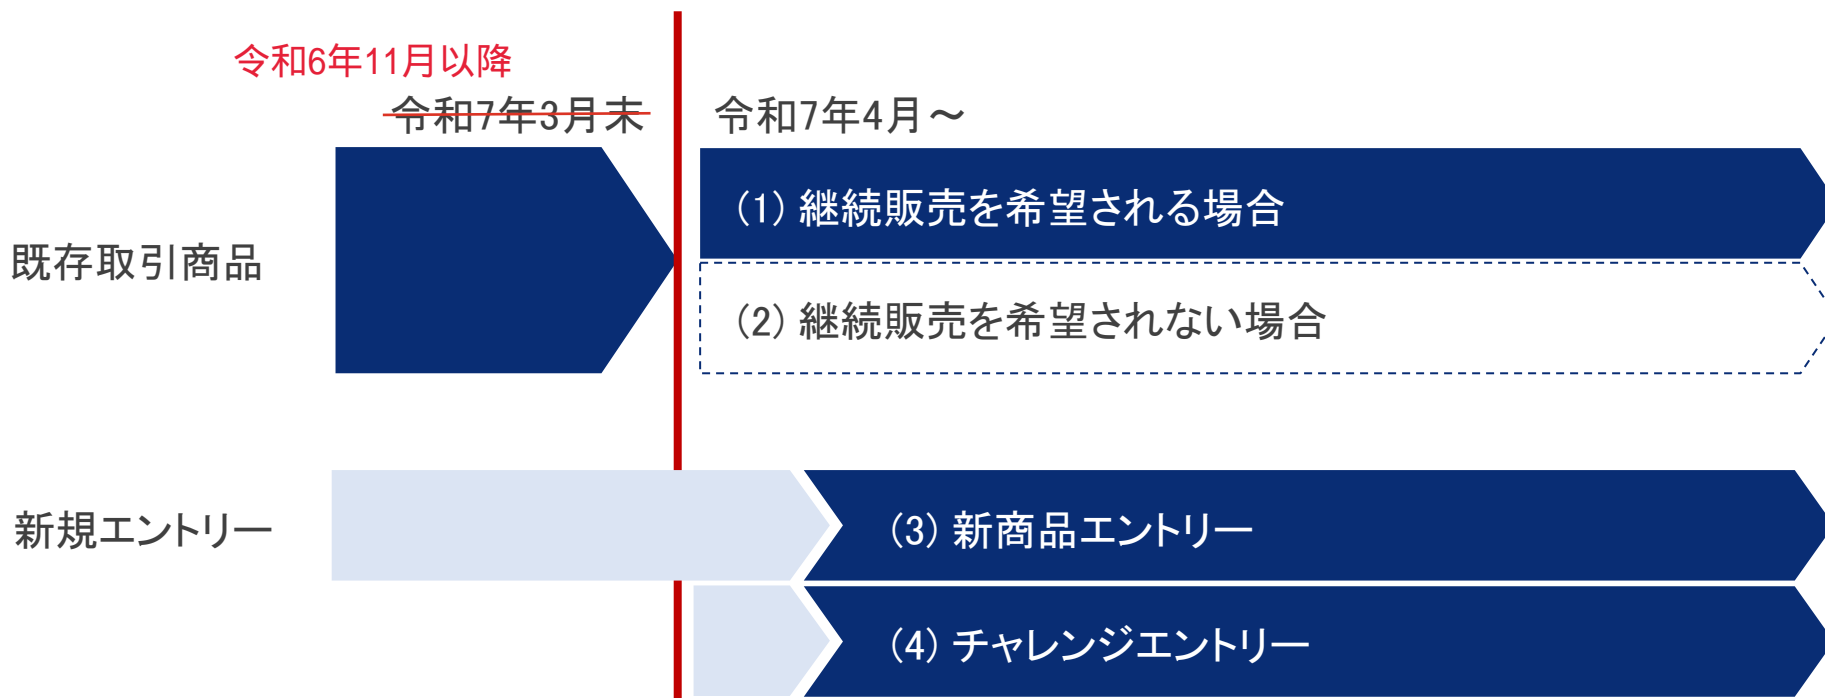 令和6年11月以降
令和7年3月末
令和7年4月～
(1) 継続販売を希望される場合
既存取引商品
(2) 継続販売を希望されない場合
新規エントリー
(3) 新商品エントリー
(4) チャレンジエントリー